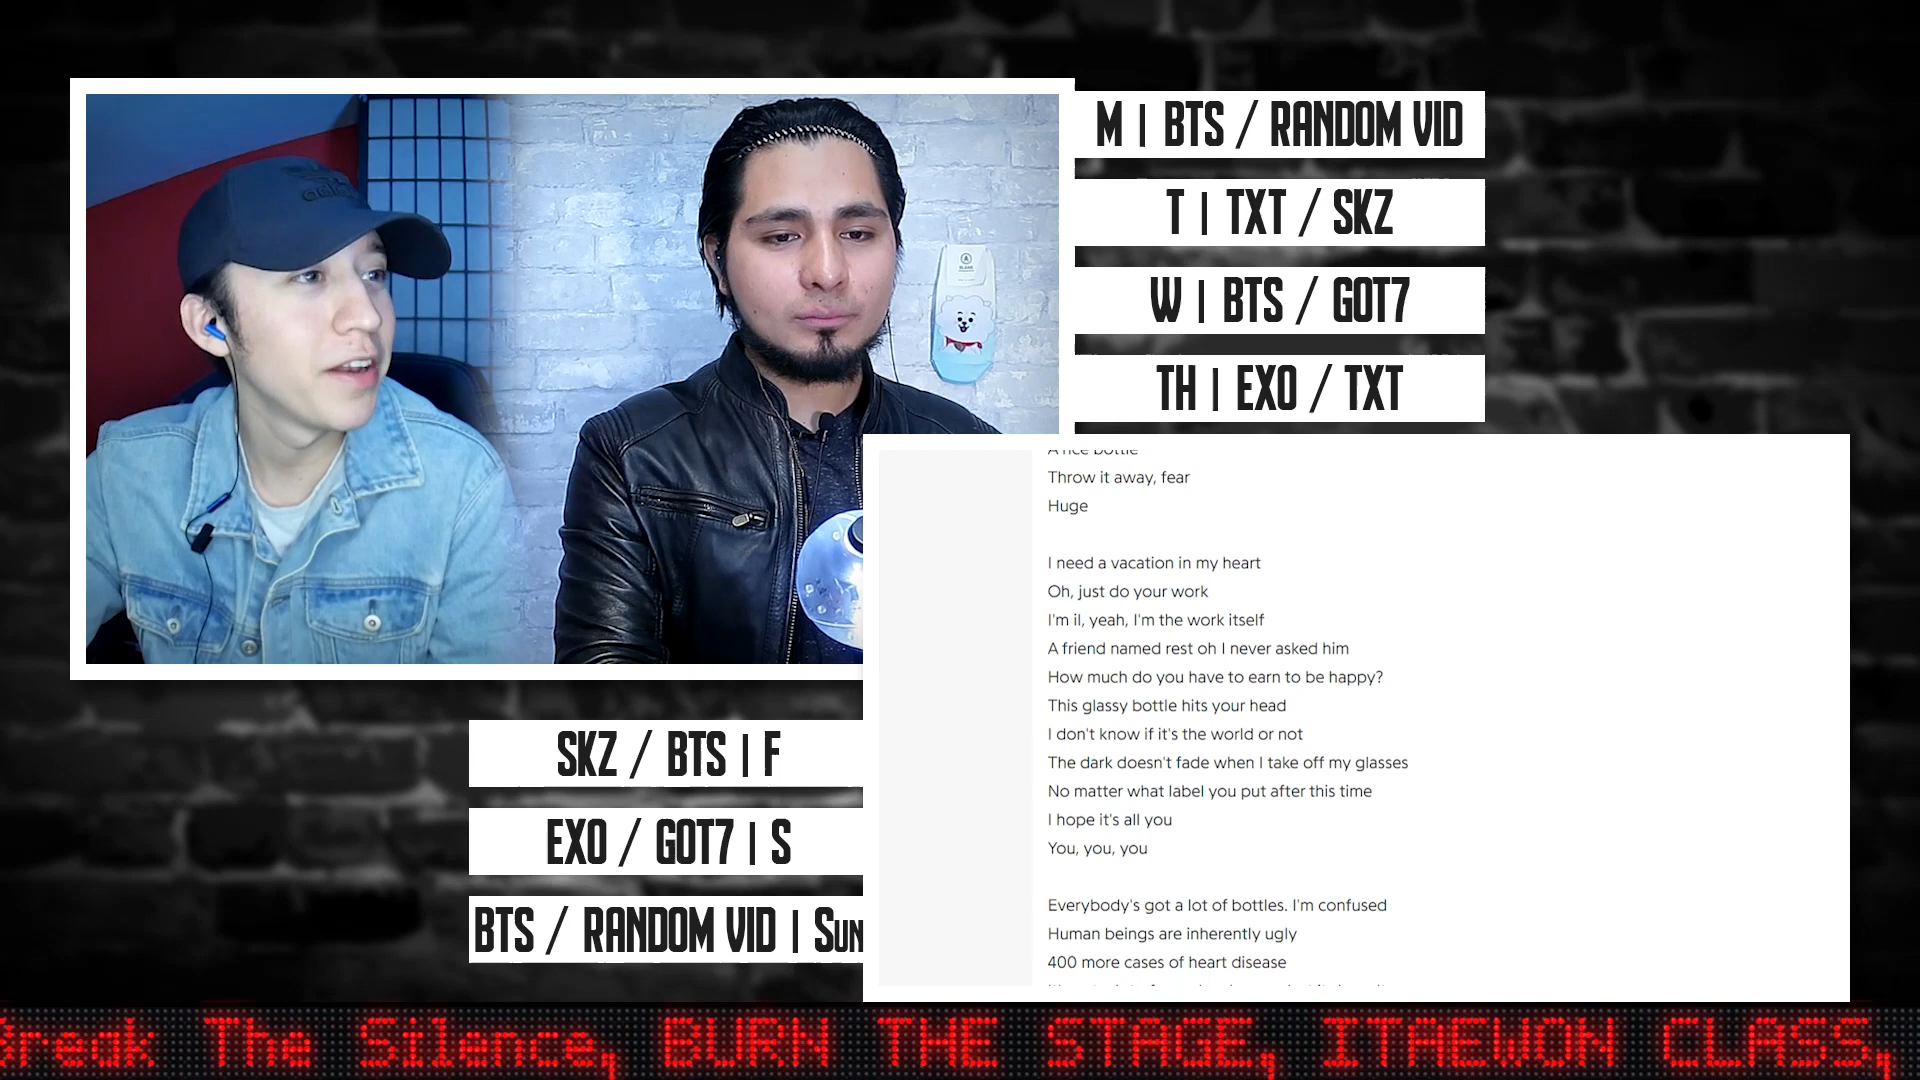 M | BTS / RANDOM VID
T | TXT / SKZ
W | BTS / GOT7
TH | EXO / TXT
SKZ / BTS | F
EXO / GOT7 | S
BTS / RANDOM VID | SUN
Throw it away, fear
Huge
I need a vacation in my heart
Oh, just do your work
I'm il, yeah, I'm the work itself
A friend named rest oh I never asked him
How much do you have to earn to be happy?
This glassy bottle hits your head
I don't know if it's the world or not
The dark doesn't fade when I take off my glasses
No matter what label you put after this time
I hope it's all you
You, you, you
Everybody's got a lot of bottles. I'm confused
Human beings are inherently ugly
400 more cases of heart disease
Break The Silence, BURN THE STAGE, ITAEWON CLASS,